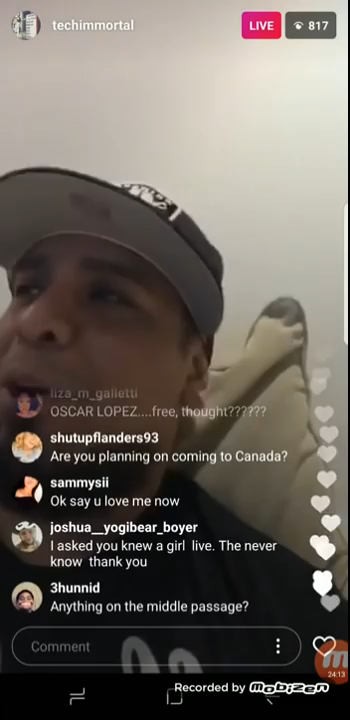 techimmortal
LIVE
817
liza_m_galletti
OSCAR LOPEZ....free, thought??????
shutupflanders93
Are you planning on coming to Canada?
sammysii
Ok say u love me now
joshua__yogibear_boyer
I asked you knew a girl live. The never
know thank you
3hunnid
Anything on the middle passage?
Comment
24:13
Recorded by Mobizen